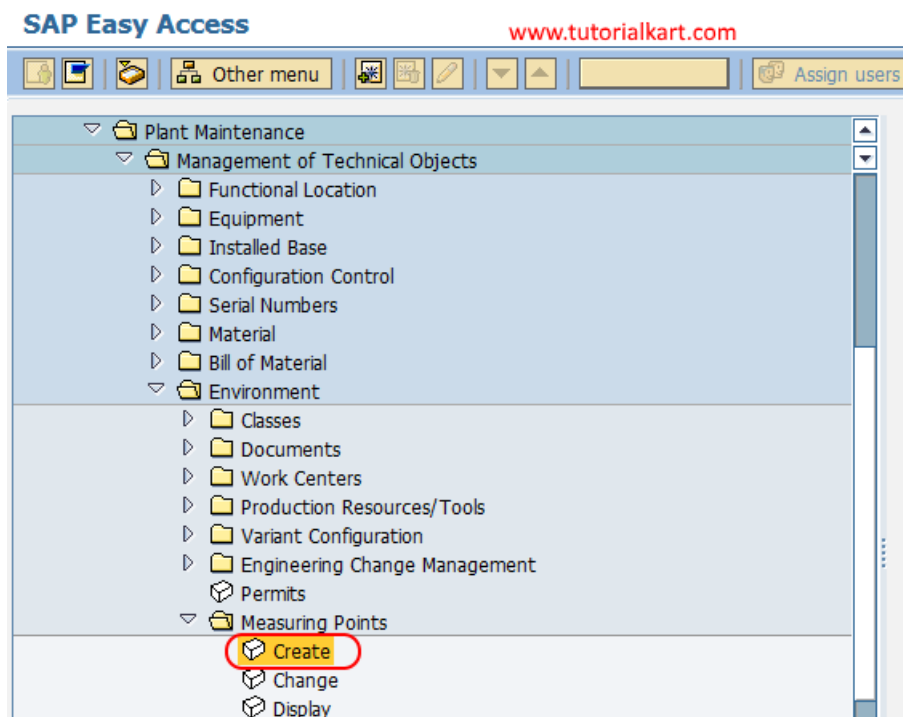 SAP Easy Access
www.tutorialkart.com
Other menu
Assign users
Plant Maintenance
Management of Technical Objects
Functional Location
Equipment
Installed Base
Configuration Control
Serial Numbers
Material
Bill of Material
Environment
Classes
Documents
Work Centers
Production Resources/Tools
Variant Configuration
Engineering Change Management
Permits
Measuring Points
Create
Change
Display